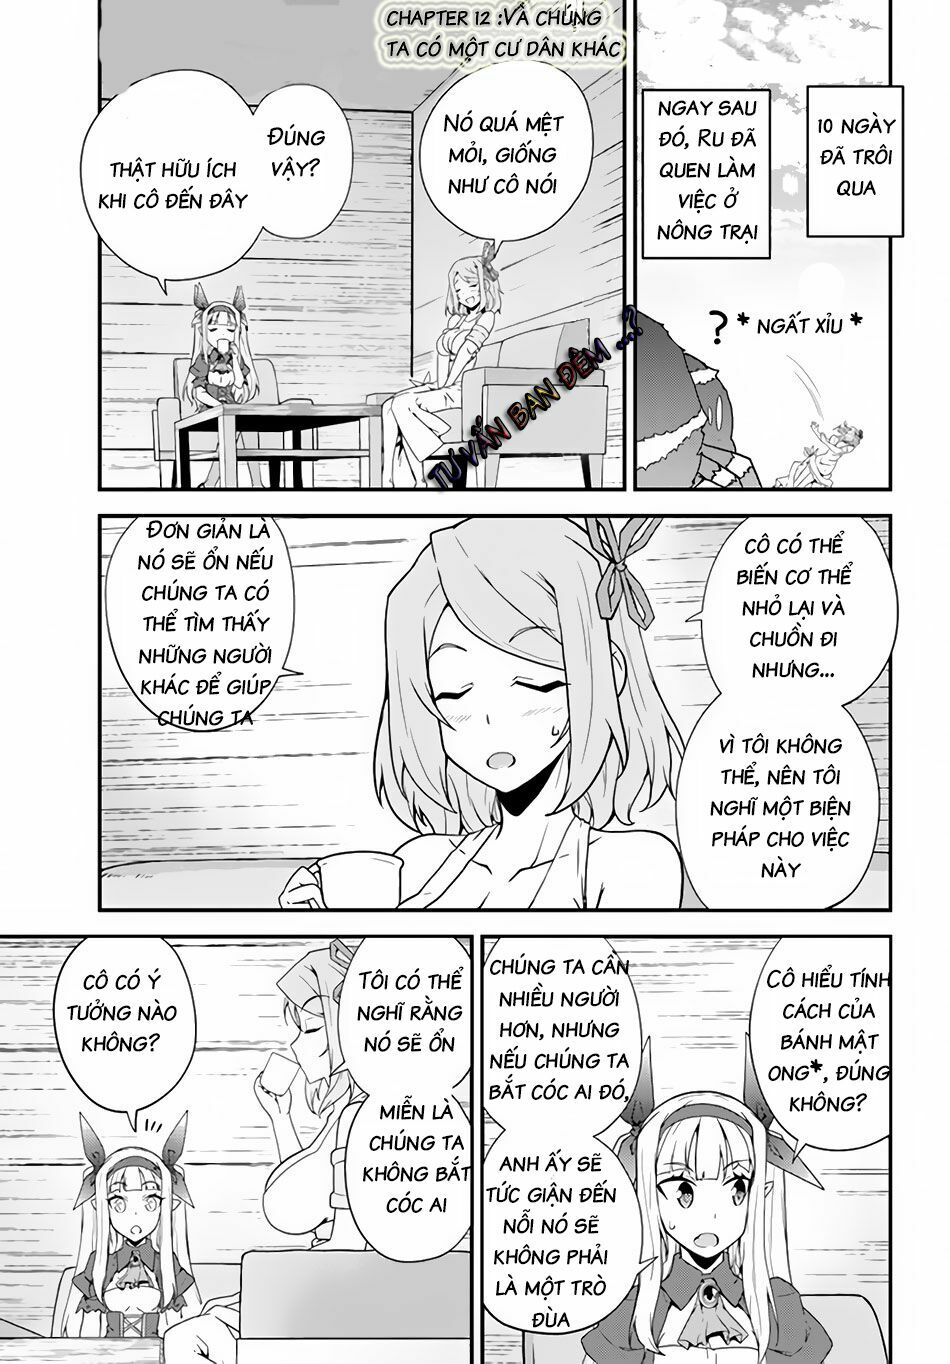 CHAPTER 12 :VÀ CHÚNG
TA CÓ MỘT CƯ DÂN KHÁC
10 NGÀY
ĐÃ TRÔI
QUA
NGAY SAU
ĐÓ, RU ĐÃ
QUEN LÀM
VIỆC Ở
NÔNG TRẠI
? * NGẤT XỈU *
NÓ QUÁ MỆT
MỎI, GIỐNG
NHƯ CÔ NÓI
ĐÚNG
VẬY?
THẬT HỮU ÍCH
KHI CÔ ĐẾN ĐÂY
TƯ VẤN BAN ĐÊM ...?
CÔ CÓ THỂ
BIẾN CƠ THỂ
NHỎ LẠI VÀ
CHUỒN ĐI
NHƯNG...
VÌ TÔI KHÔNG
THỂ, NÊN TÔI
NGHĨ MỘT BIỆN
PHÁP CHO VIỆC
NÀY
ĐƠN GIẢN LÀ
NÓ SẼ ỔN NẾU
CHÚNG TA CÓ
THỂ TÌM THẤY
NHỮNG NGƯỜI
KHÁC ĐỂ GIÚP
CHÚNG TA
CÔ HIỂU TÍNH
CÁCH CỦA
BÁNH MẬT
ONG*, ĐÚNG
KHÔNG?
CHÚNG TA CẦN
NHIỀU NGƯỜI
HƠN, NHƯNG
NẾU CHÚNG TA
BẮT CÓC AI ĐÓ,
ANH ẤY SẼ
TỨC GIẬN ĐẾN
NỖI NÓ SẼ
KHÔNG PHẢI
LÀ MỘT TRÒ
ĐÙA
TÔI CÓ THỂ
NGHĨ RẰNG
NÓ SẼ ỔN
MIỄN LÀ
CHÚNG TA
KHÔNG BẮT
CÓC AI
CÔ CÓ Ý
TƯỞNG NÀO
KHÔNG?